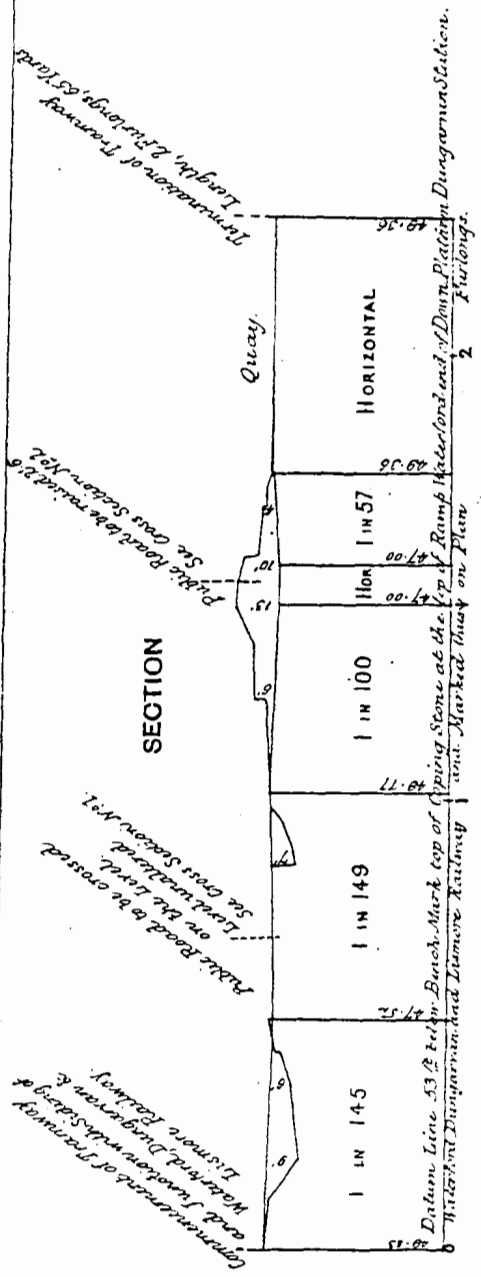 SECTION
Commencement of Tramway
and Junction with Siding of
Waterford, Dungarvan &
Lismore Railway.
Public Road to be crossed
on the Level.
Level unaltered
See Cross Section No 1.
Public Road to be raised 2.6
See Cross Section No 2
Quay.
Termination of Tramway
Length, 2 Furlongs, 65 Yards
9'
6'
7'
6'
13'
10'
1 IN 145
1 IN 149
1 IN 100
HOR
1 IN 57
HORIZONTAL
47.52
48.77
47.00
47.00
49.36
49.36
Datum Line 53 ft below Bench Mark top of Coping Stone at the top of Ramp Waterford end of Down Platform Dungarvan Station.
Waterford Dungarvan and Lismore Railway and Marked thus on Plan
0
1
2
Furlongs.